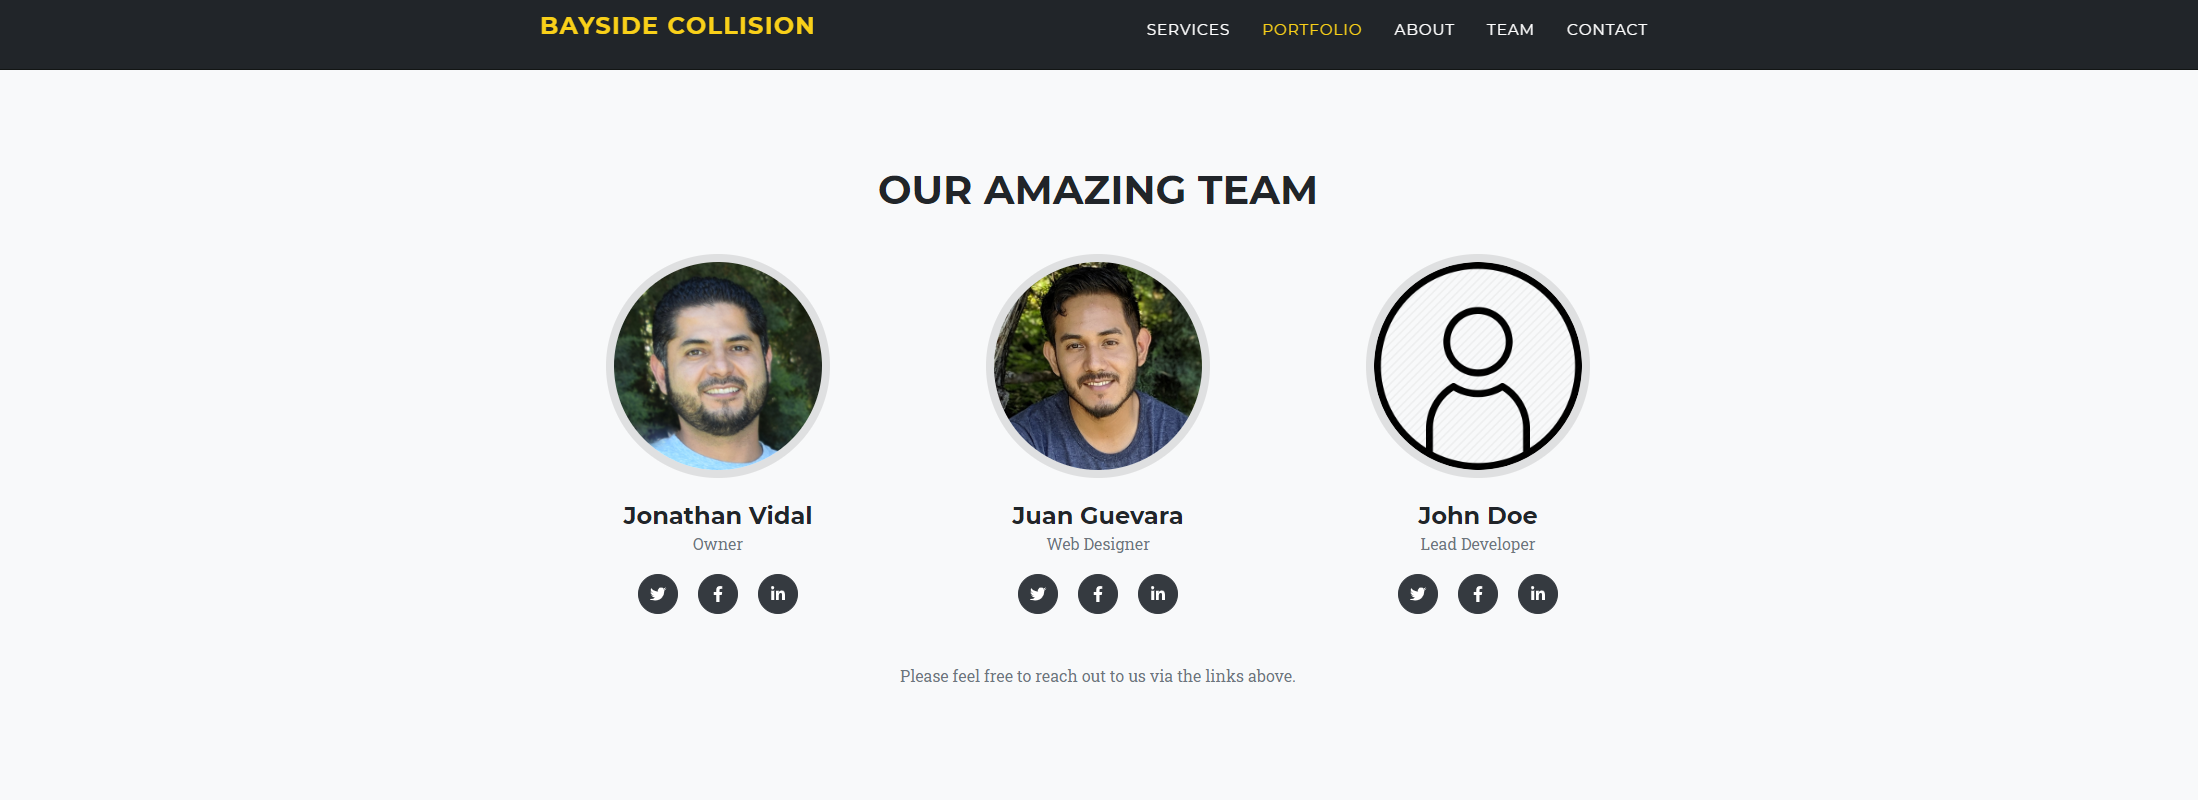 BAYSIDE COLLISION
SERVICES PORTFOLIO ABOUT TEAM CONTACT
OUR AMAZING TEAM
Jonathan Vidal
Owner
Juan Guevara
Web Designer
John Doe
Lead Developer
Please feel free to reach out to us via the links above.